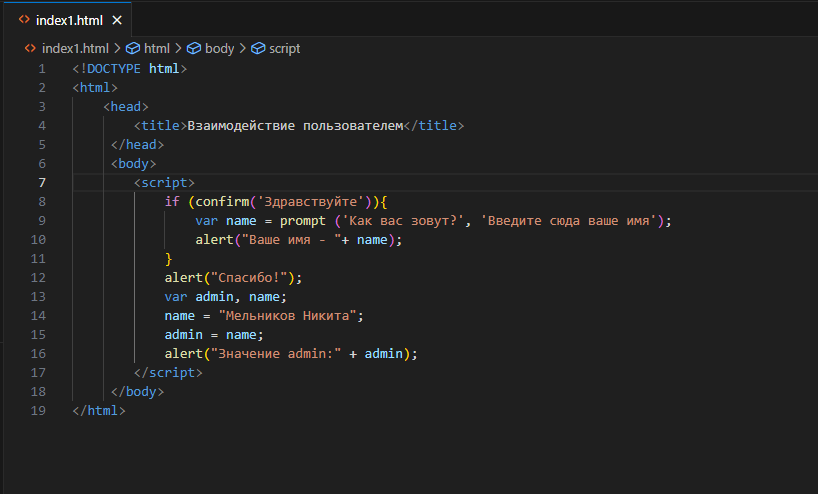 index1.html
index1.html > html > body > script
1 <!DOCTYPE html>
2 <html>
3 <head>
4 <title>Взаимодействие пользователем</title>
5 </head>
6 <body>
7 <script>
8 if (confirm('Здравствуйте')){
9 var name = prompt ('Как вас зовут?', 'Введите сюда ваше имя');
10 alert("Ваше имя - "+ name);
11 }
12 alert("Спасибо!");
13 var admin, name;
14 name = "Мельников Никита";
15 admin = name;
16 alert("Значение admin:" + admin);
17 </script>
18 </body>
19 </html>